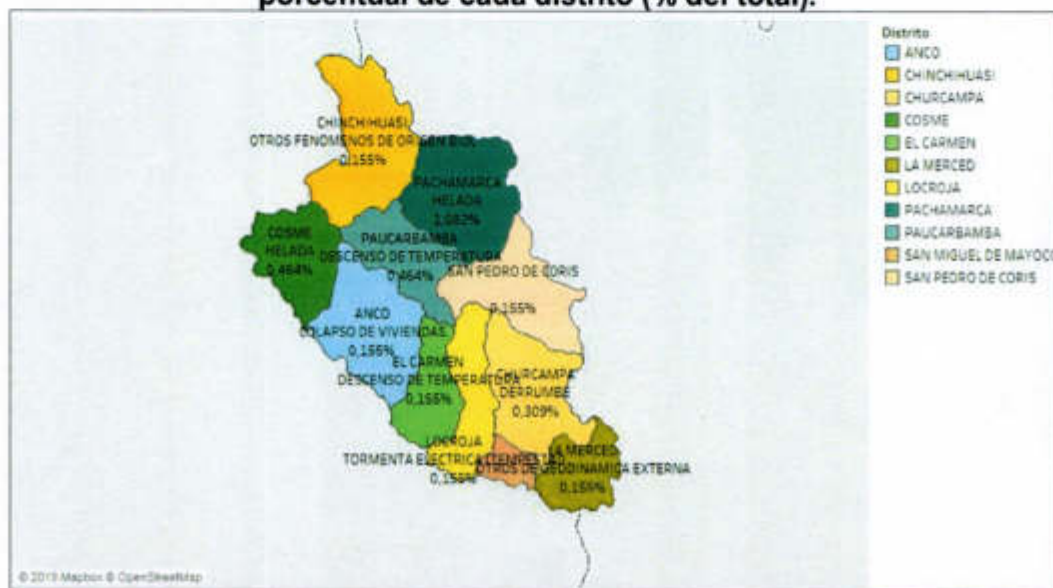 porcentual de cada distrito (% del total).
CHINCHIHUASI
OTROS FENOMENOS DE ORIGEN BIOL
0,155%
PACHAMARCA
HELADA
1,082%
COSME
HELADA
0,464%
PAUCARBAMBA
DESCENSO DE TEMPERATURA
0,464%
SAN PEDRO DE CORIS
0,155%
ANCO
COLAPSO DE VIVIENDAS
0,155%
EL CARMEN
DESCENSO DE TEMPERATURA
0,155%
CHURCAMPA
DERRUMBE
0,309%
LOCROJA
TORMENTA ELECTRICA (TEMPESTAD
0,155%
LA MERCED
OTROS DE GEODINAMICA EXTERNA
0,155%
Distrito
ANCO
CHINCHIHUASI
CHURCAMPA
COSME
EL CARMEN
LA MERCED
LOCROJA
PACHAMARCA
PAUCARBAMBA
SAN MIGUEL DE MAYOCC
SAN PEDRO DE CORIS
© 2019 Mapbox © OpenStreetMap